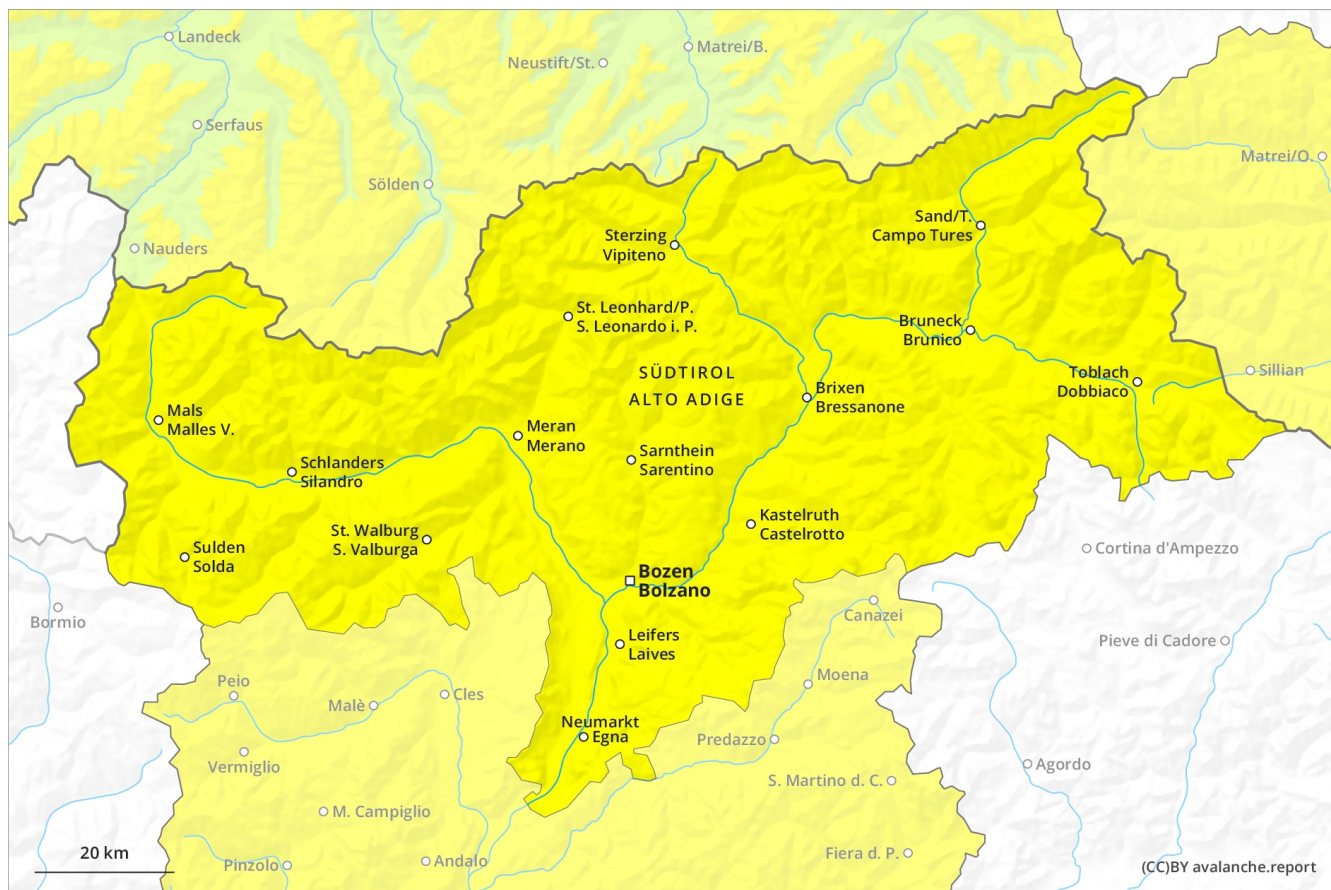 Landeck
Matrei/B.
Neustift/St.
Serfaus
Matrei/O.
Sölden
Sand/T.
Campo Tures
Sterzing
Vipiteno
Nauders
St. Leonhard/P.
S. Leonardo i. P.
Bruneck
Brunico
SÜDTIROL
ALTO ADIGE
Toblach
Dobbiaco
Sillian
Brixen
Bressanone
Mals
Malles V.
Meran
Merano
Sarnthein
Sarentino
Schlanders
Silandro
Kastelruth
Castelrotto
St. Walburg
S. Valburga
Sulden
Solda
Cortina d'Ampezzo
Bozen
Bolzano
Bormio
Canazei
Leifers
Laives
Pieve di Cadore
Moena
Peio
Cles
Malè
Neumarkt
Egna
Predazzo
Vermiglio
Agordo
S. Martino d. C.
M. Campiglio
20 km
Andalo
Fiera d. P.
Pinzolo
(CC)BY avalanche.report